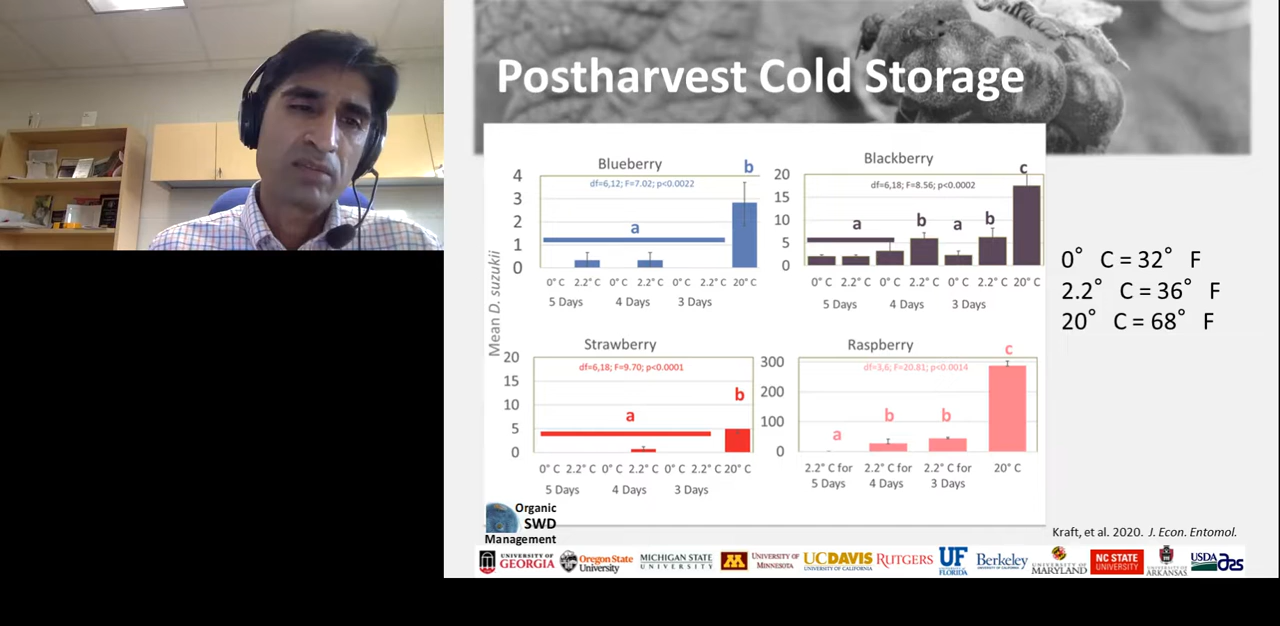 Postharvest Cold Storage
Mean D. suzukii
Blueberry
df=6,12; F=7.02; p<0.0022
4
3
2
1
0
a
b
0° C 2.2° C 0° C 2.2° C 0° C 2.2° C 20° C
5 Days 4 Days 3 Days
Blackberry
df=6,18; F=8.56; p<0.0002
20
15
10
5
0
a b a b c
0° C 2.2° C 0° C 2.2° C 0° C 2.2° C 20° C
5 Days 4 Days 3 Days
0° C = 32° F
2.2° C = 36° F
20° C = 68° F
Strawberry
df=6,18; F=9.70; p<0.0001
20
15
10
5
0
a
b
0° C 2.2° C 0° C 2.2° C 0° C 2.2° C 20° C
5 Days 4 Days 3 Days
Raspberry
df=3,6; F=20.81; p<0.0014
300
200
100
0
a b b c
2.2° C for 2.2° C for 2.2° C for 20° C
5 Days 4 Days 3 Days
Organic
SWD
Management
Kraft, et al. 2020. J. Econ. Entomol.
UNIVERSITY OF
GEORGIA
Oregon State
University
MICHIGAN STATE
UNIVERSITY
M
UNIVERSITY OF
MINNESOTA
UCDAVIS
UNIVERSITY OF CALIFORNIA
RUTGERS
UF
FLORIDA
Berkeley
UNIVERSITY OF CALIFORNIA
UNIVERSITY OF
MARYLAND
NC STATE
UNIVERSITY
UNIVERSITY OF
ARKANSAS
USDA
ars